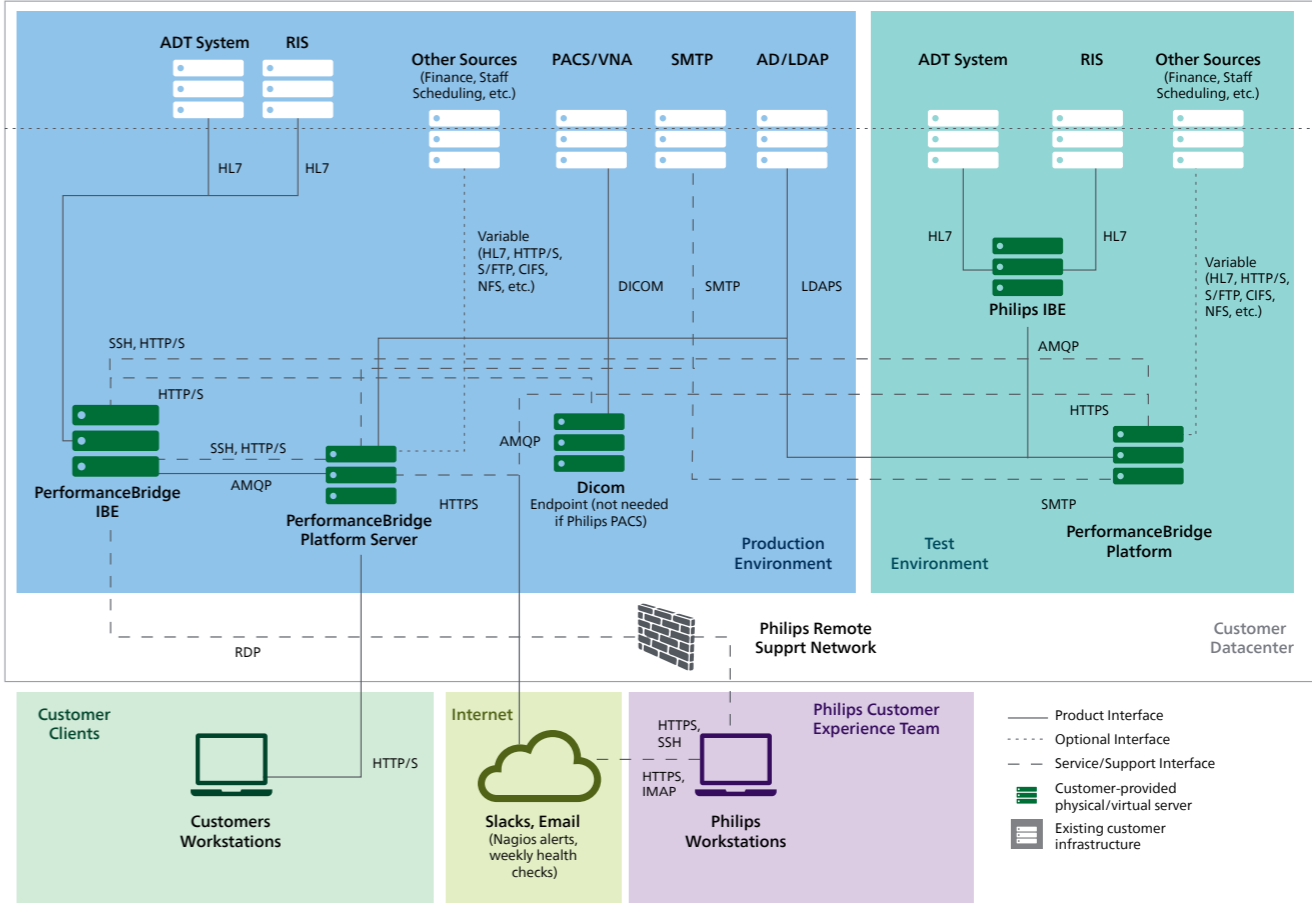 ADT System
RIS
Other Sources
(Finance, Staff
Scheduling, etc.)
PACS/VNA
SMTP
AD/LDAP
HL7
HL7
Variable
(HL7, HTTP/S,
S/FTP, CIFS,
NFS, etc.)
DICOM
SMTP
LDAPS
SSH, HTTP/S
HTTP/S
SSH, HTTP/S
AMQP
AMQP
HTTPS
PerformanceBridge
IBE
PerformanceBridge
Platform Server
Dicom
Endpoint (not needed
if Philips PACS)
Production
Environment
ADT System
RIS
Other Sources
(Finance, Staff
Scheduling, etc.)
HL7
HL7
Philips IBE
Variable
(HL7, HTTP/S,
S/FTP, CIFS,
NFS, etc.)
AMQP
HTTPS
SMTP
PerformanceBridge
Platform
Test
Environment
RDP
Philips Remote
Supprt Network
Customer
Datacenter
Customer
Clients
HTTP/S
Customers
Workstations
Internet
Slacks, Email
(Nagios alerts,
weekly health
checks)
Philips Customer
Experience Team
HTTPS,
SSH
HTTPS,
IMAP
Philips
Workstations
Product Interface
Optional Interface
Service/Support Interface
Customer-provided
physical/virtual server
Existing customer
infrastructure